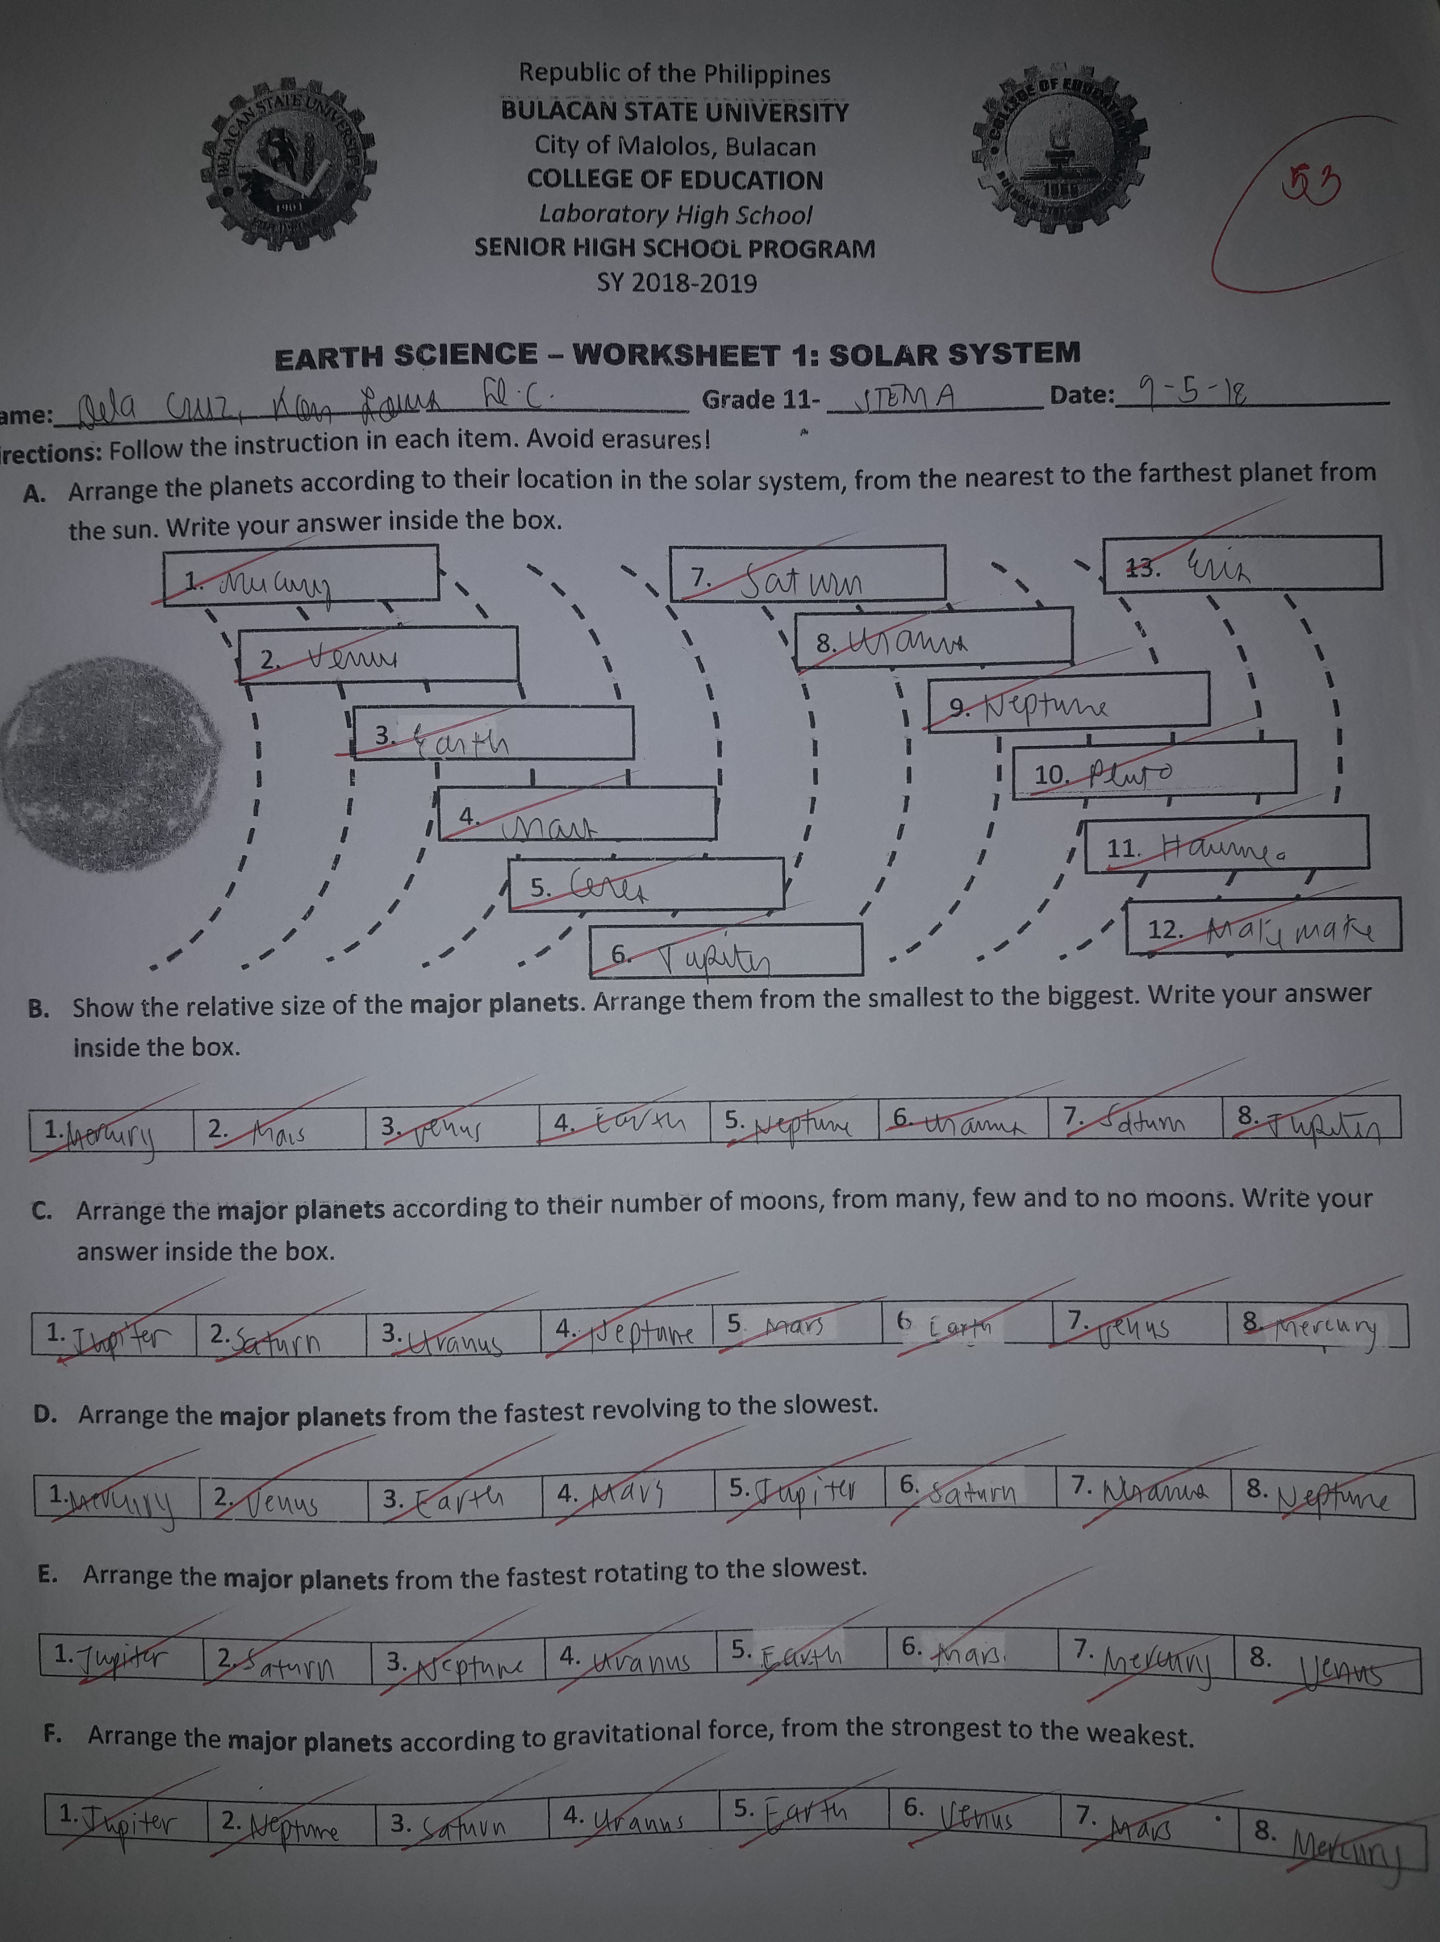 Republic of the Philippines
BULACAN STATE UNIVERSITY
City of Malolos, Bulacan
COLLEGE OF EDUCATION
Laboratory High School
SENIOR HIGH SCHOOL PROGRAM
SY 2018-2019
BULACAN STATE UNIVERSITY
1904
COLLEGE OF EDUCATION
53
EARTH SCIENCE – WORKSHEET 1: SOLAR SYSTEM
ame: Dela Cruz, Grade 11- STEM A Date: 9-5-18
irections: Follow the instruction in each item. Avoid erasures!
A. Arrange the planets according to their location in the solar system, from the nearest to the farthest planet from
the sun. Write your answer inside the box.
1. Mercury
2. Venus
3. Earth
4. Mars
5. Ceres
6. Jupiter
7. Saturn
8. Uranus
9. Neptune
10. Pluto
11. Haumea
12. Makemake
13. Eris
B. Show the relative size of the major planets. Arrange them from the smallest to the biggest. Write your answer
inside the box.
1. Mercury 2. Mars 3. Venus 4. Earth 5. Neptune 6. Uranus 7. Saturn 8. Jupiter
C. Arrange the major planets according to their number of moons, from many, few and to no moons. Write your
answer inside the box.
1. Jupiter 2. Saturn 3. Uranus 4. Neptune 5 Mars 6 Earth 7. Venus 8. Mercury
D. Arrange the major planets from the fastest revolving to the slowest.
1. Mercury 2. Venus 3. Earth 4. Mars 5. Jupiter 6. Saturn 7. Uranus 8. Neptune
E. Arrange the major planets from the fastest rotating to the slowest.
1. Jupiter 2. Saturn 3. Neptune 4. Uranus 5. Earth 6. Mars. 7. Mercury 8. Venus
F. Arrange the major planets according to gravitational force, from the strongest to the weakest.
1. Jupiter 2. Neptune 3. Saturn 4. Uranus 5. Earth 6. Venus 7. Mars 8. Mercury